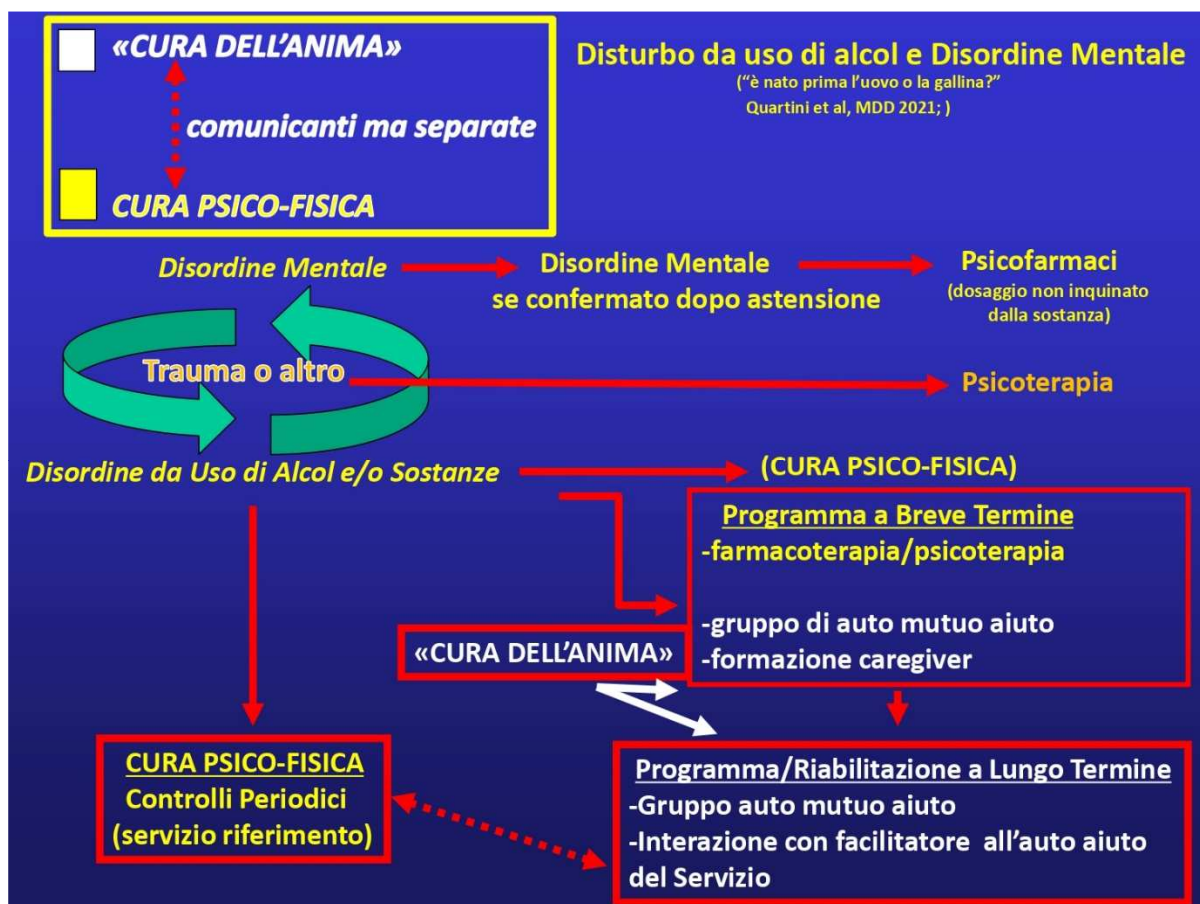 «CURA DELL’ANIMA»
comunicanti ma separate
CURA PSICO-FISICA
Disturbo da uso di alcol e Disordine Mentale
(“è nato prima l’uovo o la gallina?”
Quartini et al, MDD 2021; )
Disordine Mentale
Disordine Mentale
se confermato dopo astensione
Psicofarmaci
(dosaggio non inquinato
dalla sostanza)
Trauma o altro
Psicoterapia
Disordine da Uso di Alcol e/o Sostanze
(CURA PSICO-FISICA)
Programma a Breve Termine
-farmacoterapia/psicoterapia
-gruppo di auto mutuo aiuto
-formazione caregiver
«CURA DELL’ANIMA»
CURA PSICO-FISICA
Controlli Periodici
(servizio riferimento)
Programma/Riabilitazione a Lungo Termine
-Gruppo auto mutuo aiuto
-Interazione con facilitatore all’auto aiuto
del Servizio